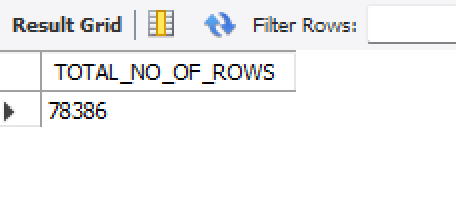 Result Grid Filter Rows:
TOTAL_NO_OF_ROWS
78386